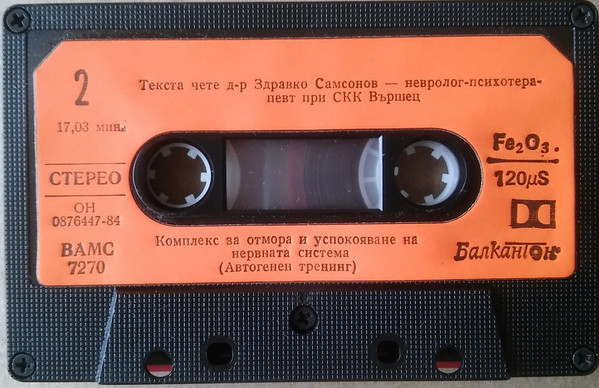 2
Текста чете д-р Здравко Самсонов — невролог-психотера-
певт при СКК Вършец
17,03 мин.
СТЕРЕО
ОН
0876447-84
ВАМС
7270
Fe2O3.
120µS
Комплекс за отмора и успокояване на
нервната система
(Автогенен тренинг)
Балкантон